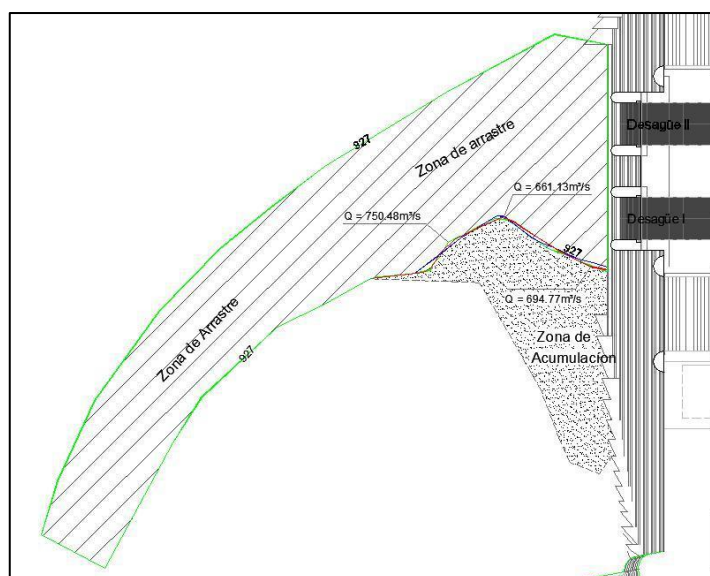 927
Zona de arrastre
Desagüe II
Q = 661.13m³/s
Q = 750.48m³/s
Desagüe I
927
Q = 694.77m³/s
Zona de Arrastre
927
Zona de
Acumulación